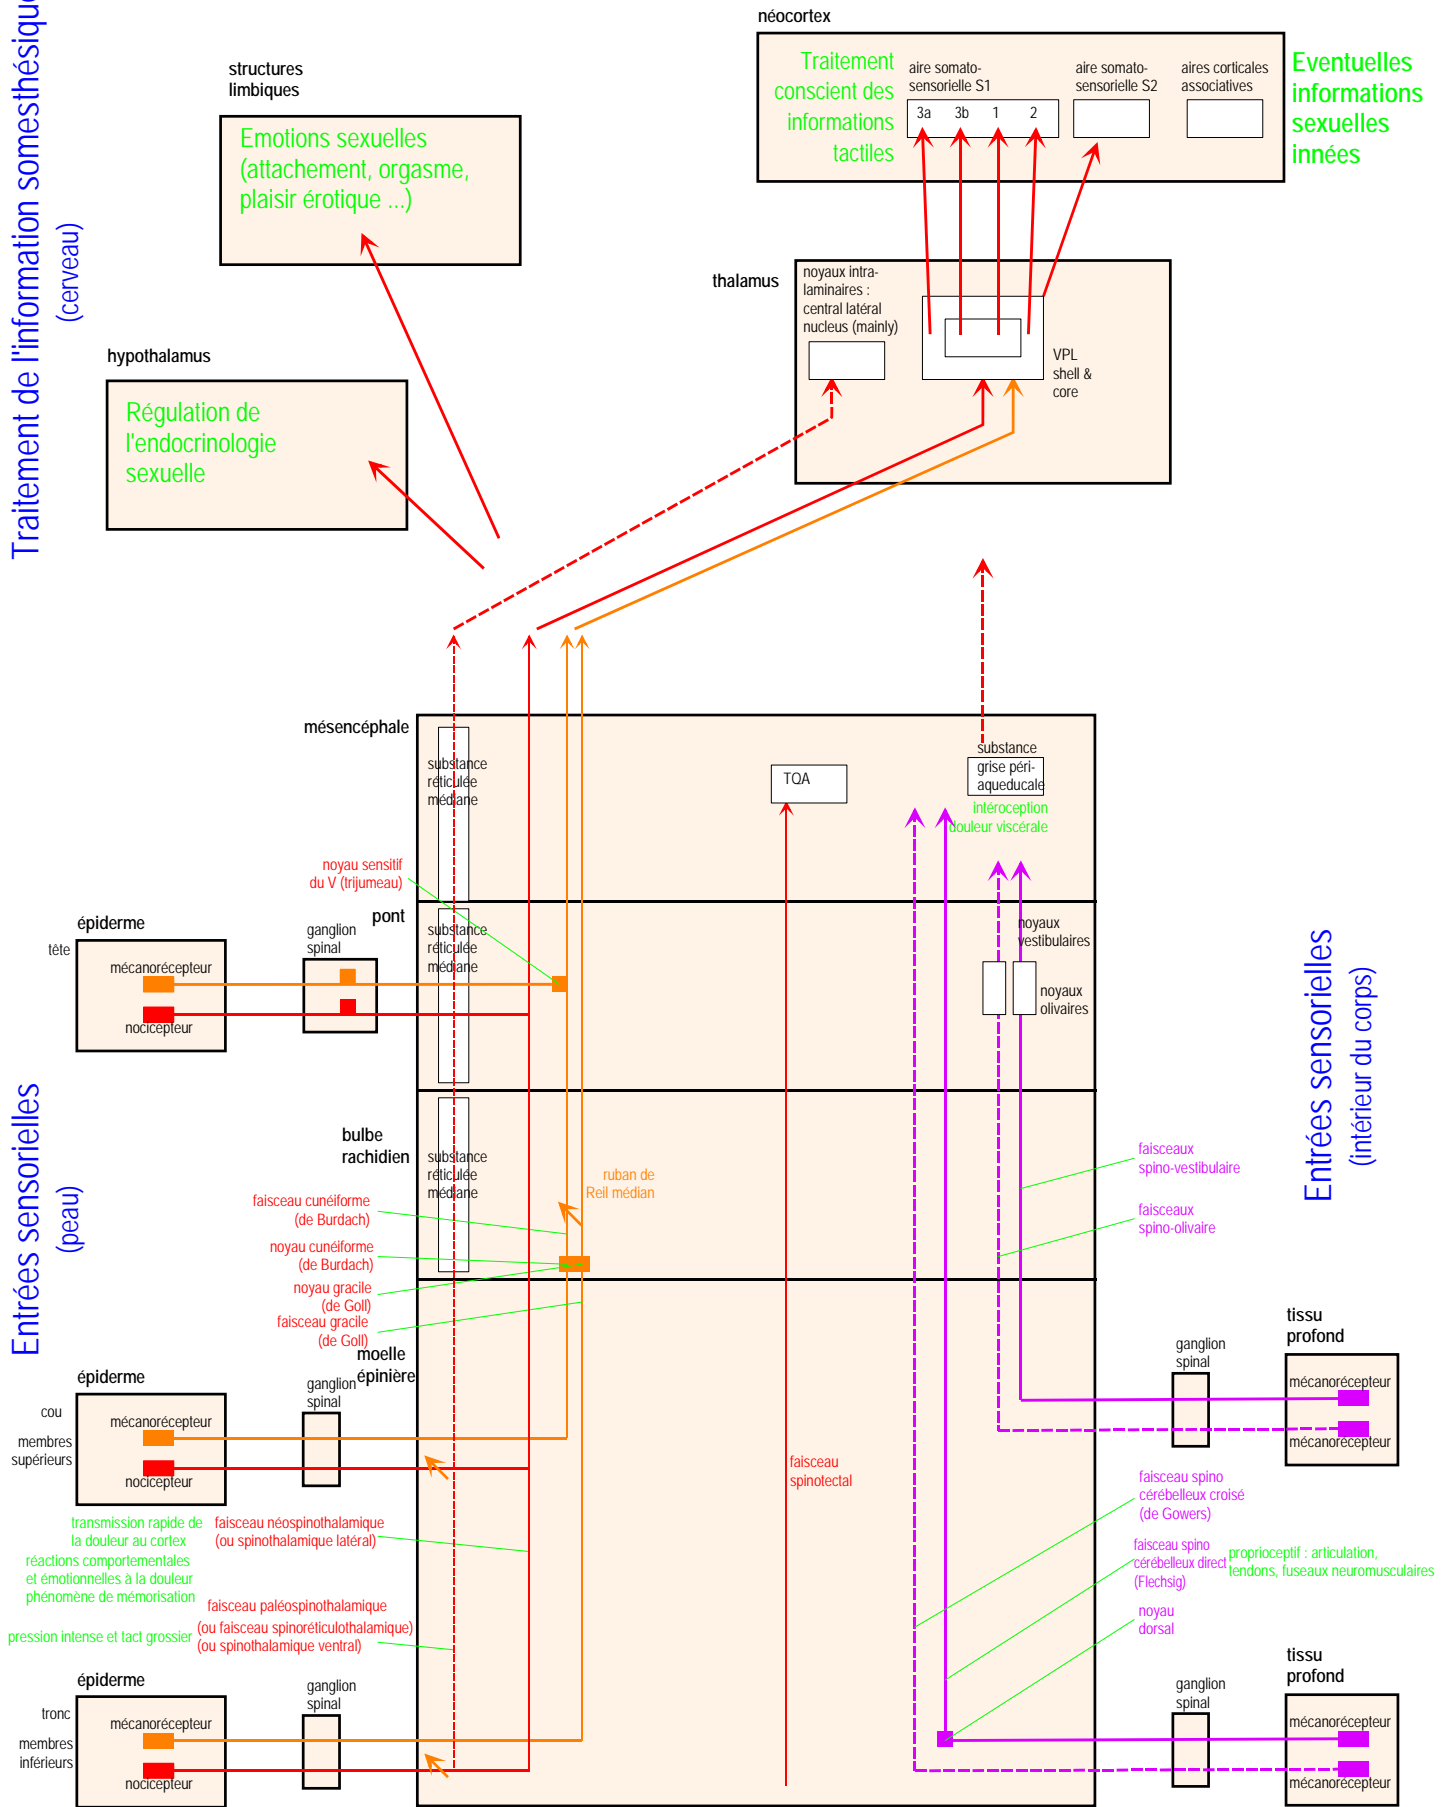 Traitement de l'information somesthésique
(cerveau)
néocortex
Traitement
conscient des
informations
tactiles
aire somato-
sensorielle S1
3a 3b 1 2
aire somato-
sensorielle S2
aires corticales
associatives
Eventuelles
informations
sexuelles
innées
structures
limbiques
Emotions sexuelles
(attachement, orgasme,
plaisir érotique ...)
thalamus
noyaux intra-
laminaires :
central latéral
nucleus (mainly)
VPL
shell &
core
hypothalamus
Régulation de
l'endocrinologie
sexuelle
mésencéphale
substance
réticulée
médiane
TQA
substance
grise péri-
aqueducale
intéroception
douleur viscérale
noyau sensitif
du V (trijumeau)
pont
substance
réticulée
médiane
noyaux
vestibulaires
noyaux
olivaires
épiderme
tête
mécanorécepteur
nocicepteur
ganglion
spinal
Entrées sensorielles
(peau)
Entrées sensorielles
(intérieur du corps)
bulbe
rachidien
substance
réticulée
médiane
ruban de
Reil médian
faisceau cunéiforme
(de Burdach)
noyau cunéiforme
(de Burdach)
noyau gracile
(de Goll)
faisceau gracile
(de Goll)
faisceaux
spino-vestibulaire
faisceaux
spino-olivaire
moelle
épinière
épiderme
cou
membres
supérieurs
mécanorécepteur
nocicepteur
ganglion
spinal
ganglion
spinal
tissu
profond
mécanorécepteur
mécanorécepteur
faisceau
spinotectal
transmission rapide de
la douleur au cortex
faisceau néospinothalamique
(ou spinothalamique latéral)
réactions comportementales
et émotionnelles à la douleur
phénomène de mémorisation
faisceau paléospinothalamique
(ou faisceau spinoréticulothalamique)
(ou spinothalamique ventral)
pression intense et tact grossier
faisceau spino
cérébelleux croisé
(de Gowers)
faisceau spino
cérébelleux direct
(Flechsig)
proprioceptif : articulation,
tendons, fuseaux neuromusculaires
noyau
dorsal
épiderme
tronc
membres
inférieurs
mécanorécepteur
nocicepteur
ganglion
spinal
ganglion
spinal
tissu
profond
mécanorécepteur
mécanorécepteur